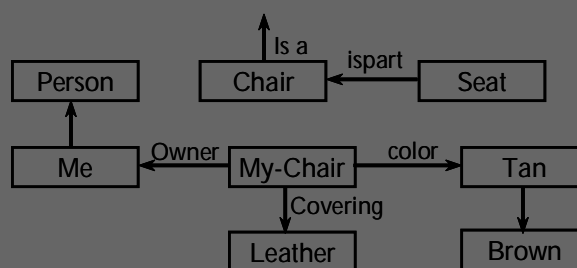 Is a
Person
Chair
ispart
Seat
Me
Owner
My-Chair
color
Tan
Covering
Leather
Brown